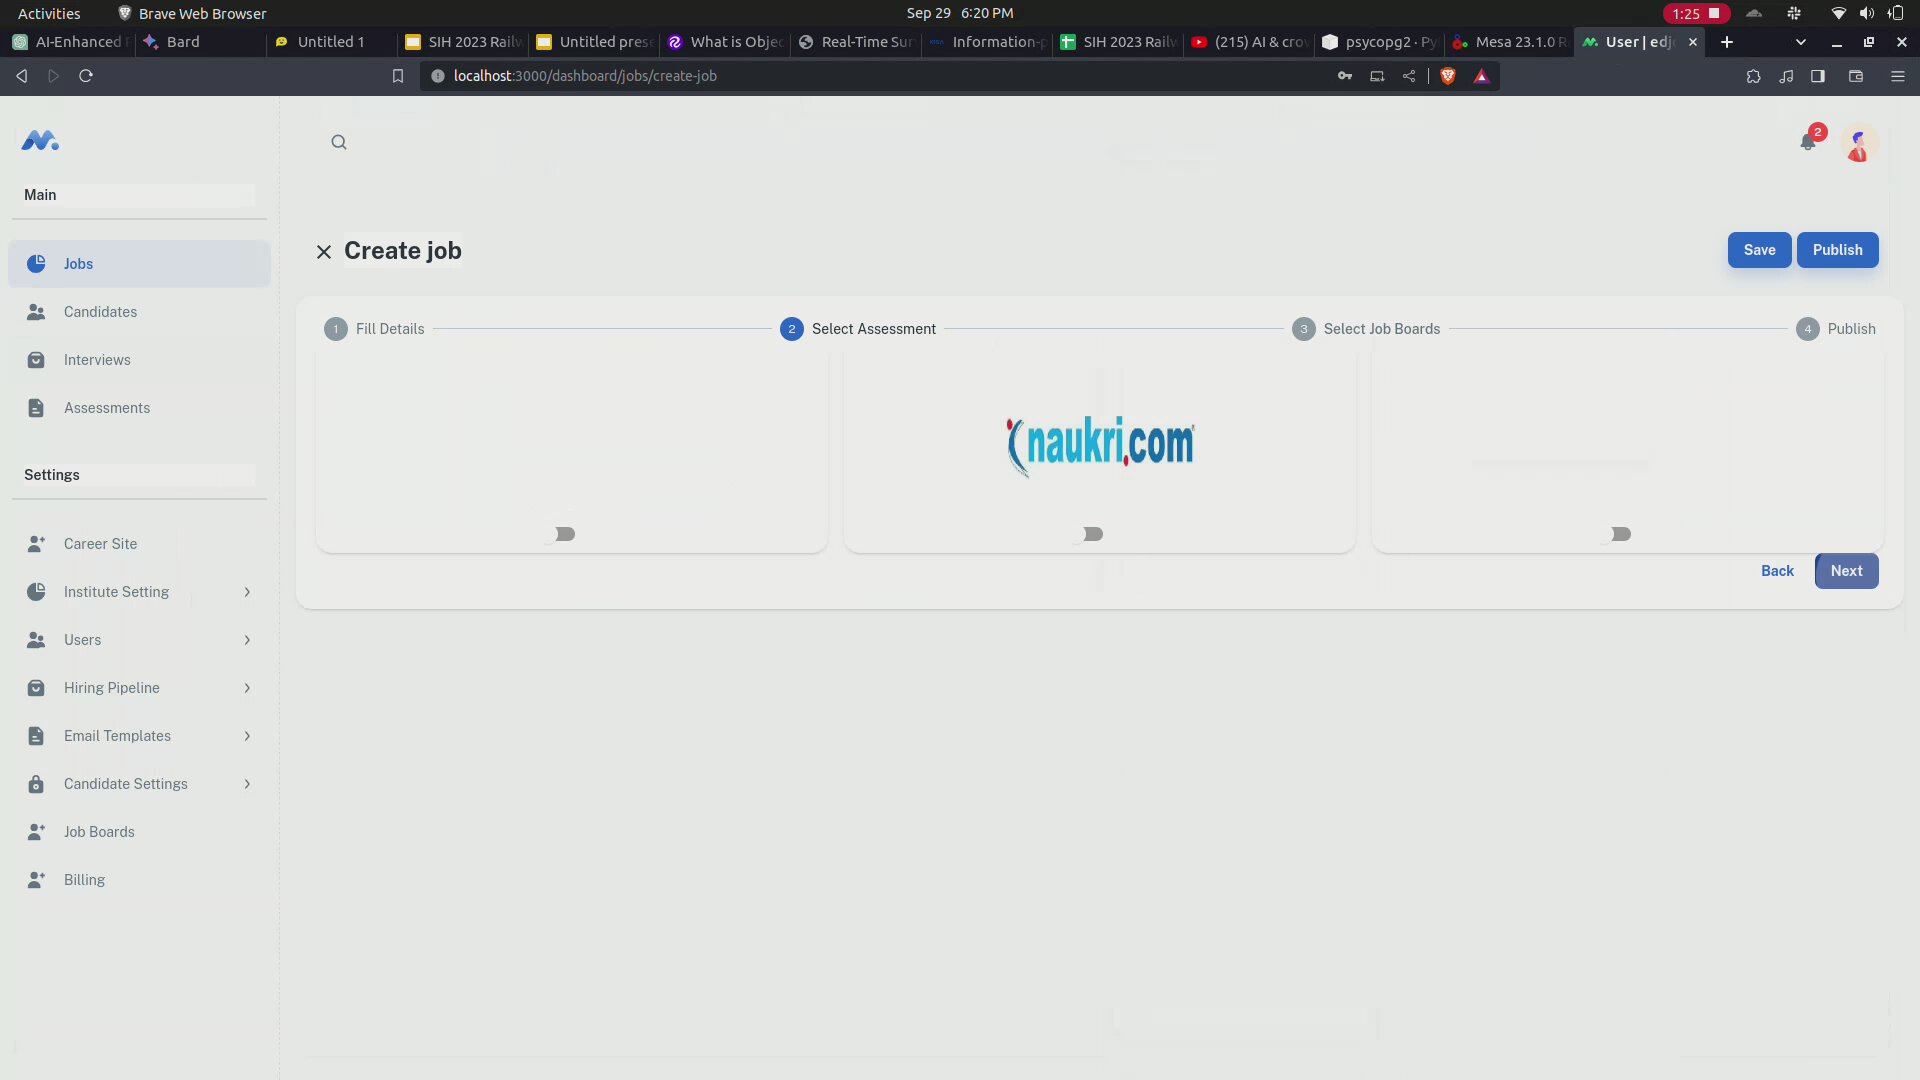 Activities
Brave Web Browser
Sep 29 6:20 PM
1:25
AI-Enhanced
Bard
Untitled 1
SIH 2023 Railw
Untitled prese
What is Objec
Real-Time Sur
Information-p
SIH 2023 Railw
(215) AI & crov
psycopg2 · Py
Mesa 23.1.0 R
User | edj
localhost:3000/dashboard/jobs/create-job
2
Main
Create job
Save
Publish
Jobs
Candidates
Interviews
Assessments
1
Fill Details
2
Select Assessment
3
Select Job Boards
4
Publish
naukri.com
Settings
Career Site
Institute Setting
Users
Hiring Pipeline
Email Templates
Candidate Settings
Job Boards
Billing
Back
Next